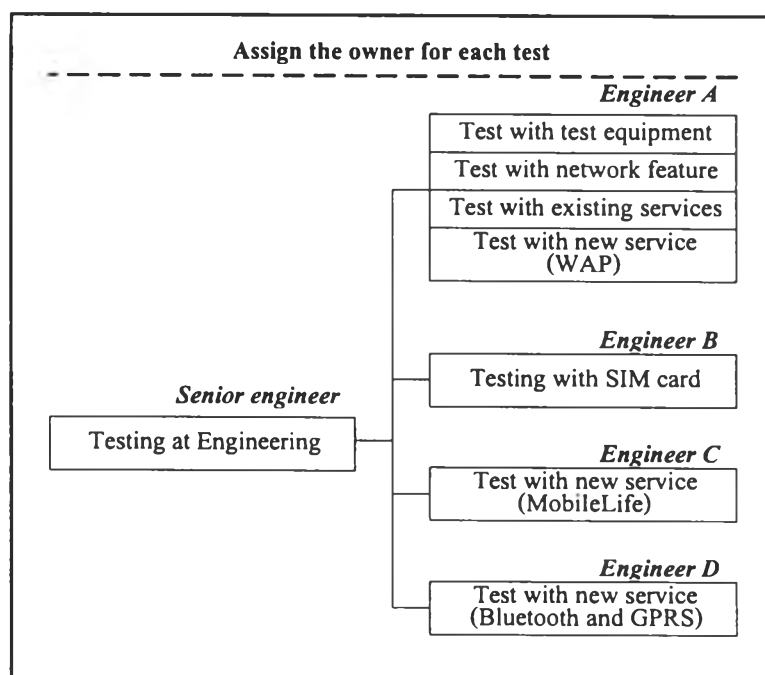 Assign the owner for each test
Engineer A
Test with test equipment
Test with network feature
Test with existing services
Test with new service
(WAP)
Engineer B
Testing with SIM card
Senior engineer
Testing at Engineering
Engineer C
Test with new service
(MobileLife)
Engineer D
Test with new service
(Bluetooth and GPRS)